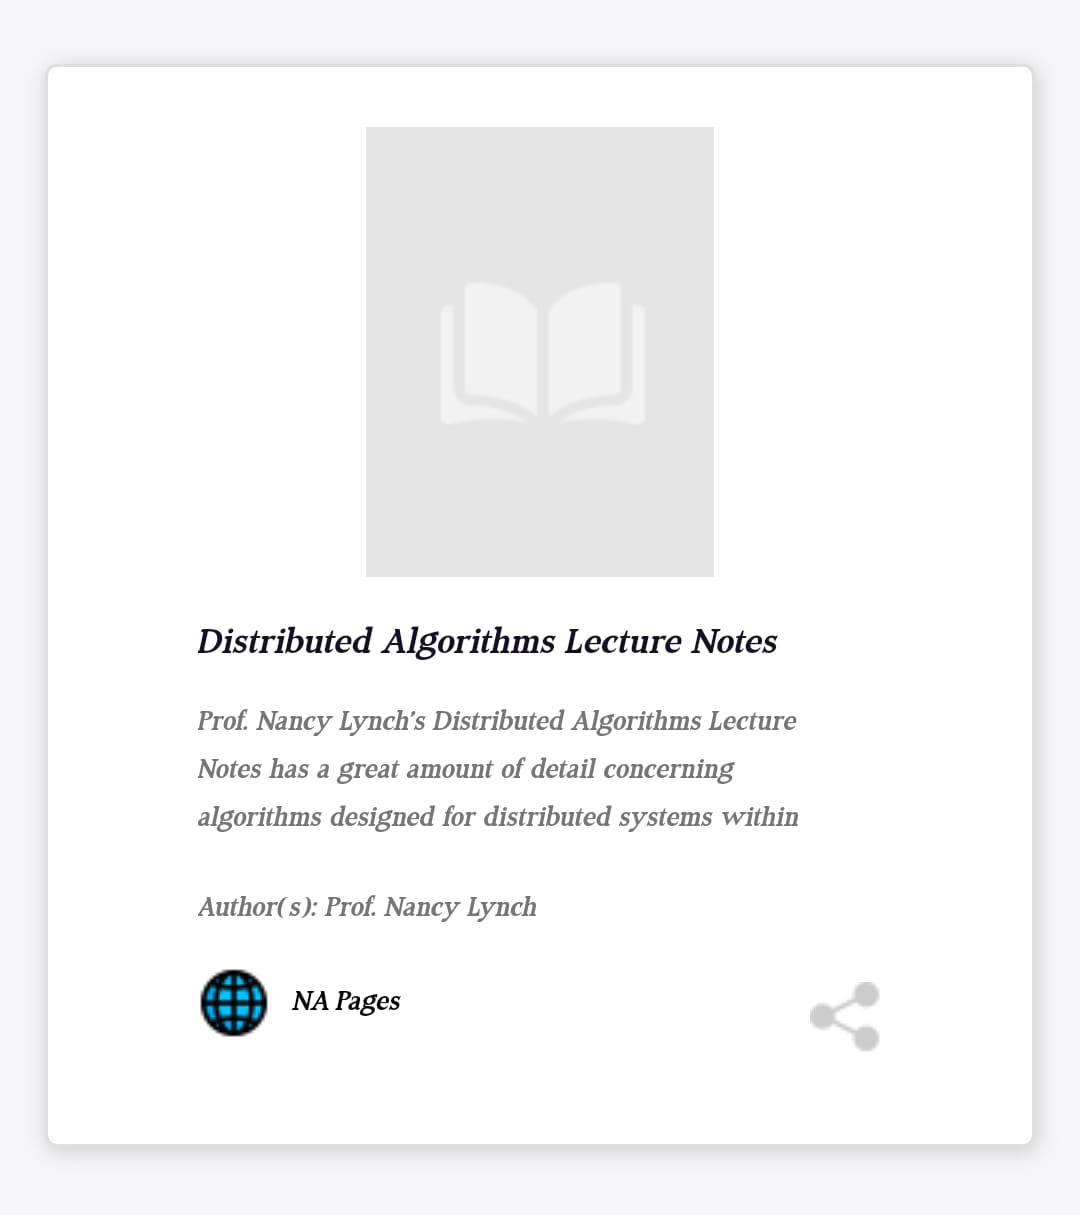 Distributed Algorithms Lecture Notes
Prof. Nancy Lynch’s Distributed Algorithms Lecture
Notes has a great amount of detail concerning
algorithms designed for distributed systems within
Author(s): Prof. Nancy Lynch
NA Pages